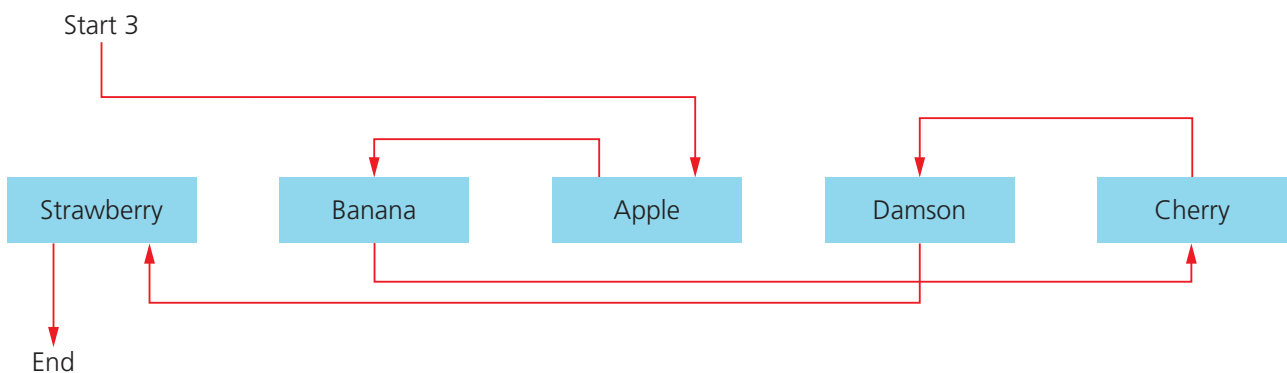 Start 3
Strawberry
Banana
Apple
Damson
Cherry
End